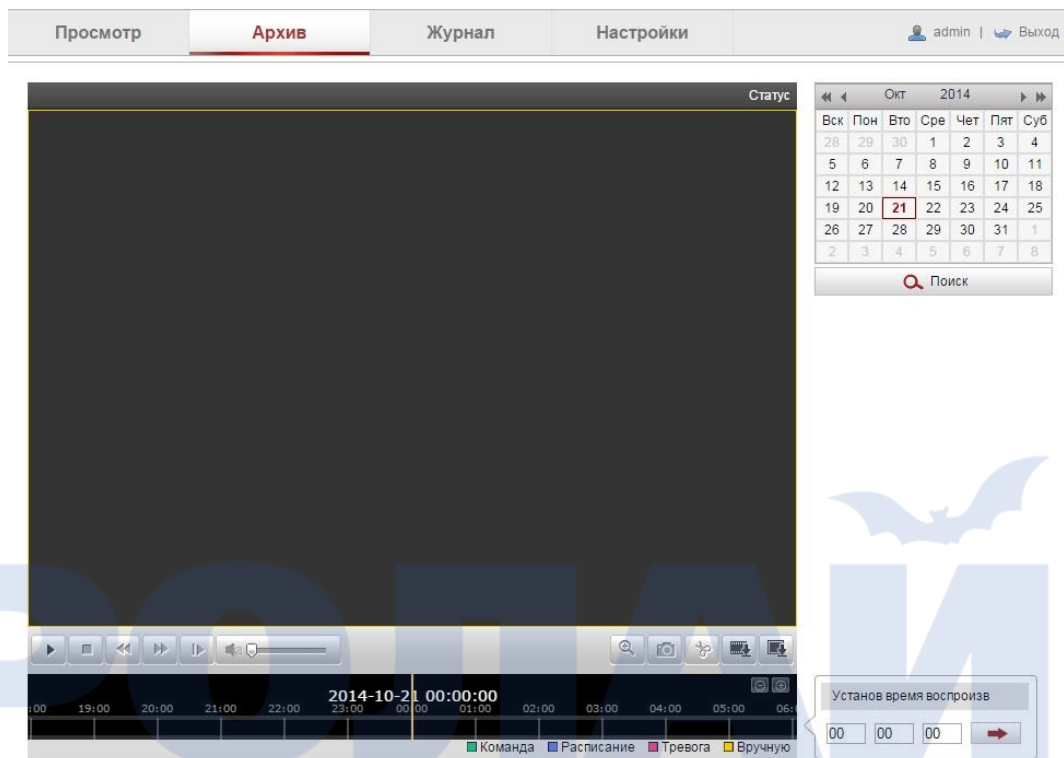 Просмотр Архив Журнал Настройки admin | Выход
Статус
Окт 2014
Вск Пон Вто Сре Чет Пят Суб
28 29 30 1 2 3 4
5 6 7 8 9 10 11
12 13 14 15 16 17 18
19 20 21 22 23 24 25
26 27 28 29 30 31 1
2 3 4 5 6 7 8
Поиск
РОЛАЙ
2014-10-21 00:00:00
:00 19:00 20:00 21:00 22:00 23:00 00:00 01:00 02:00 03:00 04:00 05:00 06:
Команда Расписание Тревога Вручную
Установ время воспроизв
00 00 00